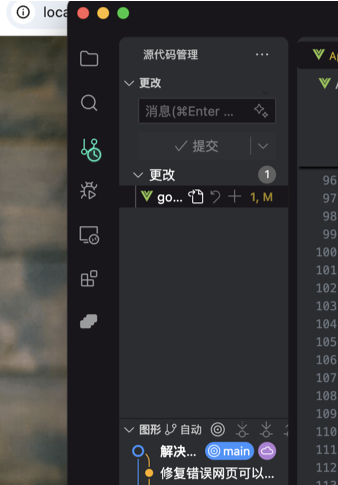 loca
源代码管理
更改
消息(⌘Enter ...
提交
更改 1
go... 1, M
96
97
98
99
100
101
102
103
104
105
106
107
108
109
110
111
112
图形 自动
解决... main
修复错误网页可以...